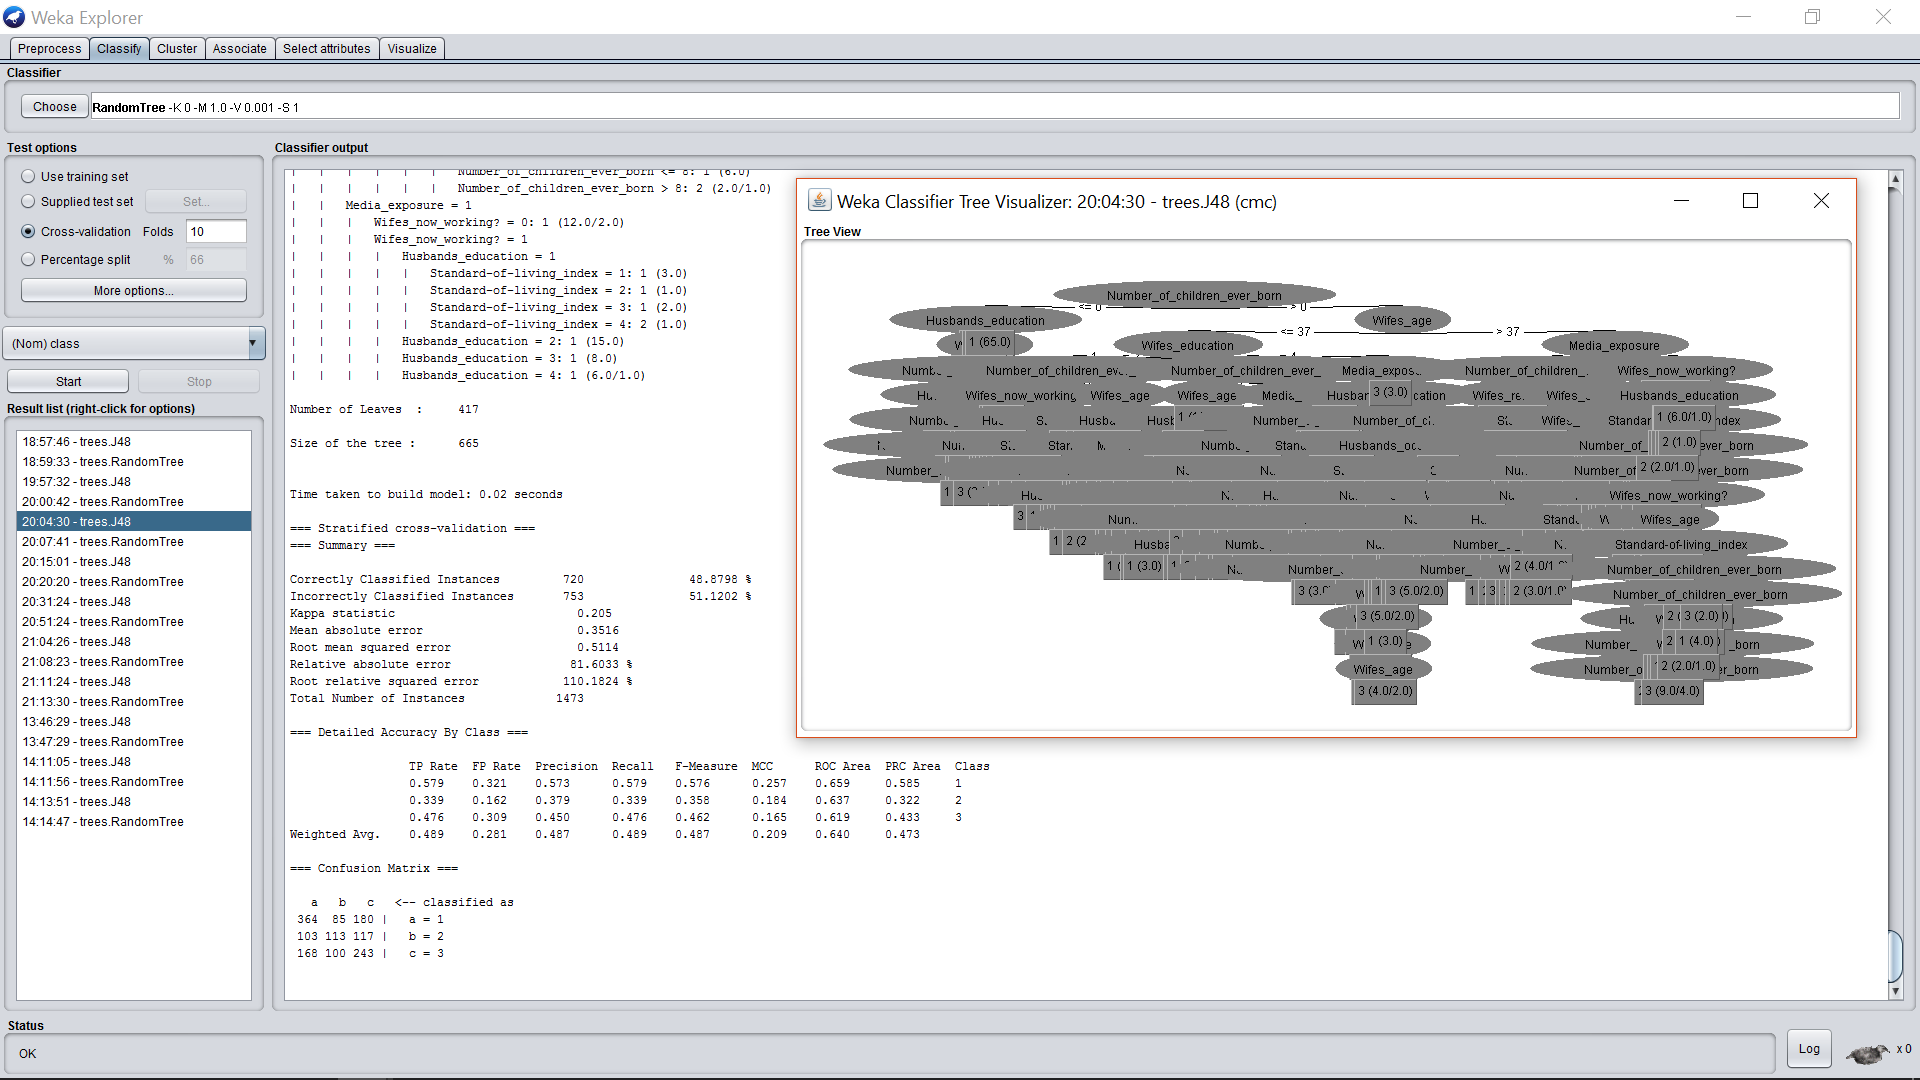 Weka Explorer
Preprocess Classify Cluster Associate Select attributes Visualize
Classifier
Choose RandomTree -K 0 -M 1.0 -V 0.001 -S 1
Test options
Use training set
Supplied test set Set...
Cross-validation Folds 10
Percentage split % 66
More options...
(Nom) class
Start Stop
Result list (right-click for options)
18:57:46 - trees.J48
18:59:33 - trees.RandomTree
19:57:32 - trees.J48
20:00:42 - trees.RandomTree
20:04:30 - trees.J48
20:07:41 - trees.RandomTree
20:15:01 - trees.J48
20:20:20 - trees.RandomTree
20:31:24 - trees.J48
20:51:24 - trees.RandomTree
21:04:26 - trees.J48
21:08:23 - trees.RandomTree
21:11:24 - trees.J48
21:13:30 - trees.RandomTree
13:46:29 - trees.J48
13:47:29 - trees.RandomTree
14:11:05 - trees.J48
14:11:56 - trees.RandomTree
14:13:51 - trees.J48
14:14:47 - trees.RandomTree
Classifier output
| | | | | | Number_of_children_ever_born <= 8: 1 (6.0)
| | | | | | Number_of_children_ever_born > 8: 2 (2.0/1.0)
| | Media_exposure = 1
| | | Wifes_now_working? = 0: 1 (12.0/2.0)
| | | Wifes_now_working? = 1
| | | | Husbands_education = 1
| | | | | Standard-of-living_index = 1: 1 (3.0)
| | | | | Standard-of-living_index = 2: 1 (1.0)
| | | | | Standard-of-living_index = 3: 1 (2.0)
| | | | | Standard-of-living_index = 4: 2 (1.0)
| | | | Husbands_education = 2: 1 (15.0)
| | | | Husbands_education = 3: 1 (8.0)
| | | | Husbands_education = 4: 1 (6.0/1.0)
Number of Leaves : 417
Size of the tree : 665
Time taken to build model: 0.02 seconds
=== Stratified cross-validation ===
=== Summary ===
Correctly Classified Instances 720 48.8798 %
Incorrectly Classified Instances 753 51.1202 %
Kappa statistic 0.205
Mean absolute error 0.3516
Root mean squared error 0.5114
Relative absolute error 81.6033 %
Root relative squared error 110.1824 %
Total Number of Instances 1473
=== Detailed Accuracy By Class ===
TP Rate FP Rate Precision Recall F-Measure MCC ROC Area PRC Area Class
0.579 0.321 0.573 0.579 0.576 0.257 0.659 0.585 1
0.339 0.162 0.379 0.339 0.358 0.184 0.637 0.322 2
0.476 0.309 0.450 0.476 0.462 0.165 0.619 0.433 3
Weighted Avg. 0.489 0.281 0.487 0.489 0.487 0.209 0.640 0.473
=== Confusion Matrix ===
a b c <-- classified as
364 85 180 | a = 1
103 113 117 | b = 2
168 100 243 | c = 3
Weka Classifier Tree Visualizer: 20:04:30 - trees.J48 (cmc)
Tree View
Number_of_children_ever_born
<= 0 > 0
Husbands_education Wifes_age
<= 37 > 37
1 (65.0) Wifes_education Media_exposure
Wifes_now_working?
3 (3.0)
Wifes_now_working Wifes_age Wifes_age Husbands_education
1 (6.0/1.0)
2 (1.0)
2 (2.0/1.0)
Wifes_now_working?
Wifes_age
Standard-of-living_index
1 (3.0) 2 (4.0/1 Number_of_children_ever_born
3 (5.0/2.0) 2 (3.0/1.0 Number_of_children_ever_born
3 (5.0/2.0) 3 (2.0)
1 (3.0) 1 (4.0)
Wifes_age 2 (2.0/1.0)
3 (4.0/2.0) 3 (9.0/4.0)
Status
OK Log x 0